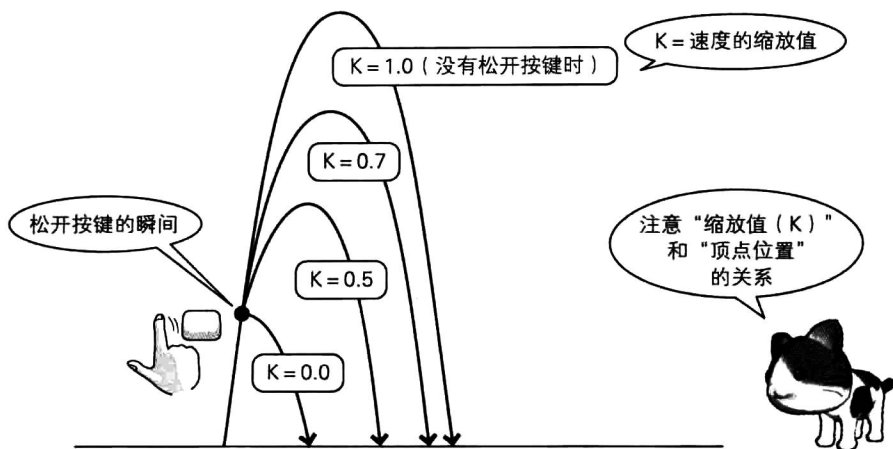 K＝速度的缩放值
K＝1.0（没有松开按键时）
K＝0.7
松开按键的瞬间
注意“缩放值（K）”
和“顶点位置”
的关系
K＝0.5
K＝0.0